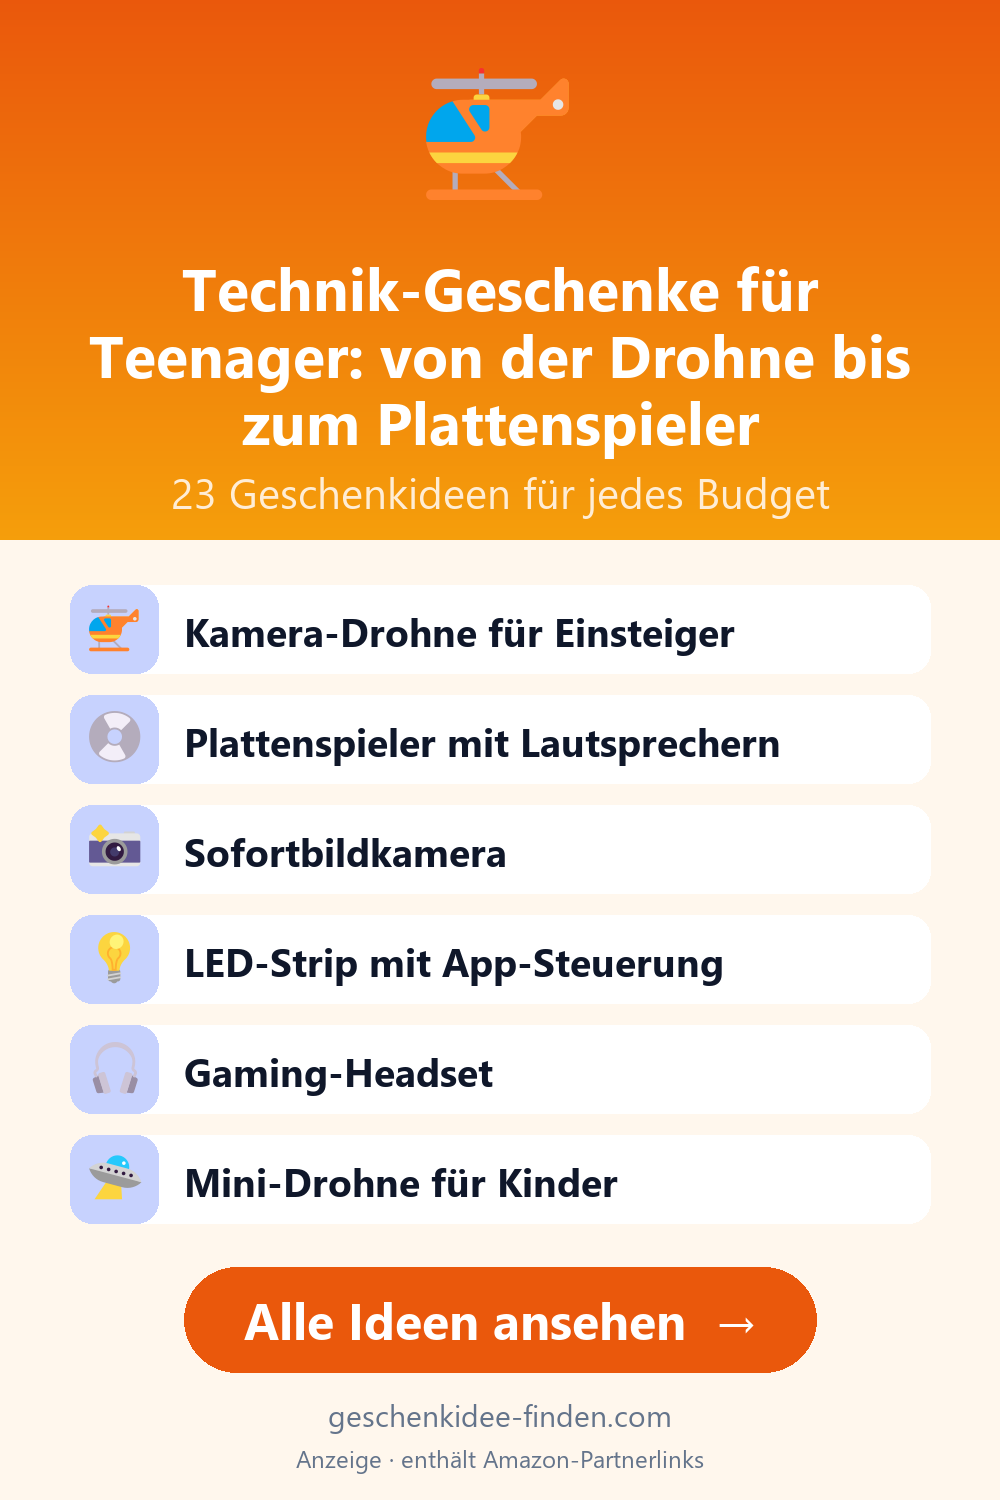 Technik-Geschenke für
Teenager: von der Drohne bis
zum Plattenspieler
23 Geschenkideen für jedes Budget
Kamera-Drohne für Einsteiger
Plattenspieler mit Lautsprechern
Sofortbildkamera
LED-Strip mit App-Steuerung
Gaming-Headset
Mini-Drohne für Kinder
Alle Ideen ansehen →
geschenkidee-finden.com
Anzeige · enthält Amazon-Partnerlinks